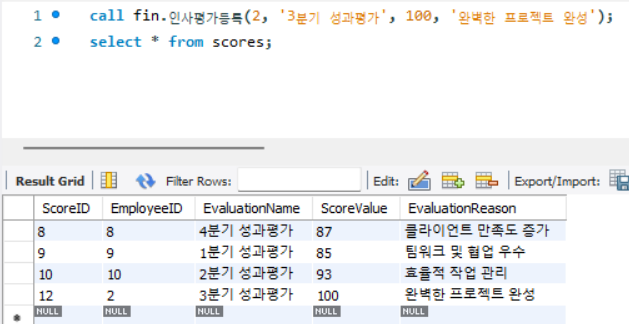 1 call fin.인사평가등록(2, '3분기 성과평가', 100, '완벽한 프로젝트 완성');
2 select * from scores;
Result Grid Filter Rows: Edit: Export/Import:
ScoreID EmployeeID EvaluationName ScoreValue EvaluationReason
8 8 4분기 성과평가 87 클라이언트 만족도 증가
9 9 1분기 성과평가 85 팀워크 및 협업 우수
10 10 2분기 성과평가 93 효율적 작업 관리
12 2 3분기 성과평가 100 완벽한 프로젝트 완성
NULL NULL NULL NULL NULL